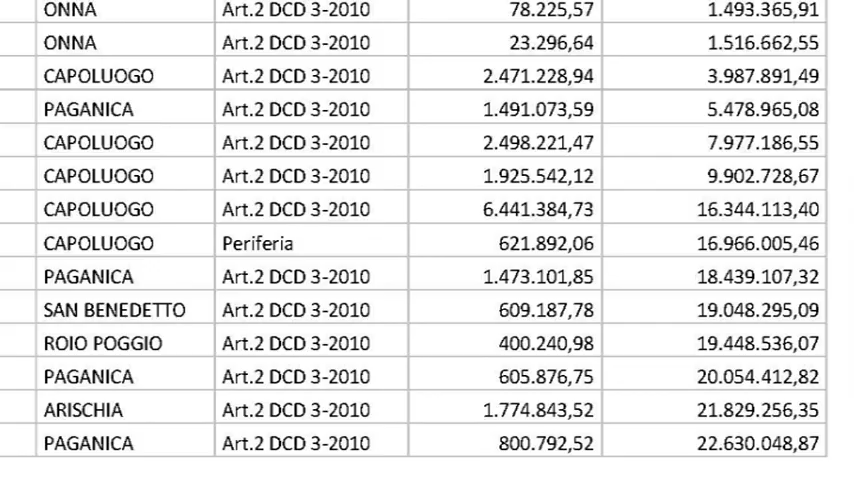 ONNA Art.2 DCD 3-2010 78.225,57 1.493.365,91
ONNA Art.2 DCD 3-2010 23.296,64 1.516.662,55
CAPOLUOGO Art.2 DCD 3-2010 2.471.228,94 3.987.891,49
PAGANICA Art.2 DCD 3-2010 1.491.073,59 5.478.965,08
CAPOLUOGO Art.2 DCD 3-2010 2.498.221,47 7.977.186,55
CAPOLUOGO Art.2 DCD 3-2010 1.925.542,12 9.902.728,67
CAPOLUOGO Art.2 DCD 3-2010 6.441.384,73 16.344.113,40
CAPOLUOGO Periferia 621.892,06 16.966.005,46
PAGANICA Art.2 DCD 3-2010 1.473.101,85 18.439.107,32
SAN BENEDETTO Art.2 DCD 3-2010 609.187,78 19.048.295,09
ROIO POGGIO Art.2 DCD 3-2010 400.240,98 19.448.536,07
PAGANICA Art.2 DCD 3-2010 605.876,75 20.054.412,82
ARISCHIA Art.2 DCD 3-2010 1.774.843,52 21.829.256,35
PAGANICA Art.2 DCD 3-2010 800.792,52 22.630.048,87